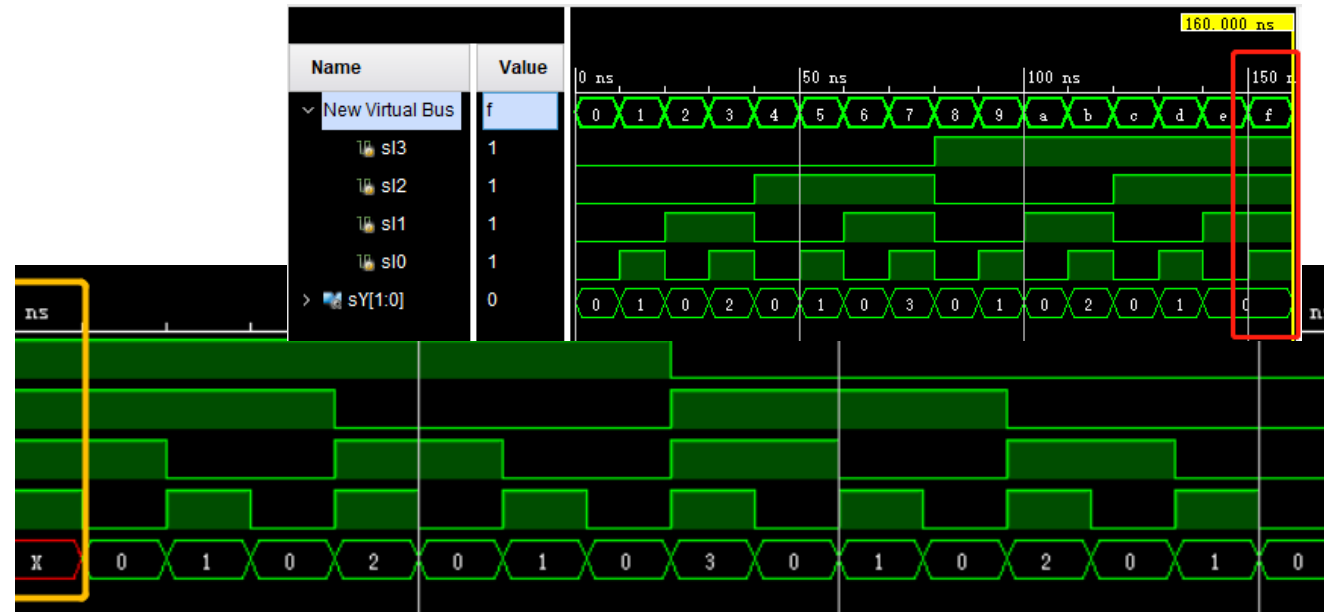 160.000 ns
Name Value
0 ns 50 ns 100 ns 150 n
New Virtual Bus f 0 1 2 3 4 5 6 7 8 9 a b c d e f
sI3 1
sI2 1
sI1 1
sI0 1
sY[1:0] 0 0 1 0 2 0 1 0 3 0 1 0 2 0 1 0
ns n
X 0 1 0 2 0 1 0 3 0 1 0 2 0 1 0